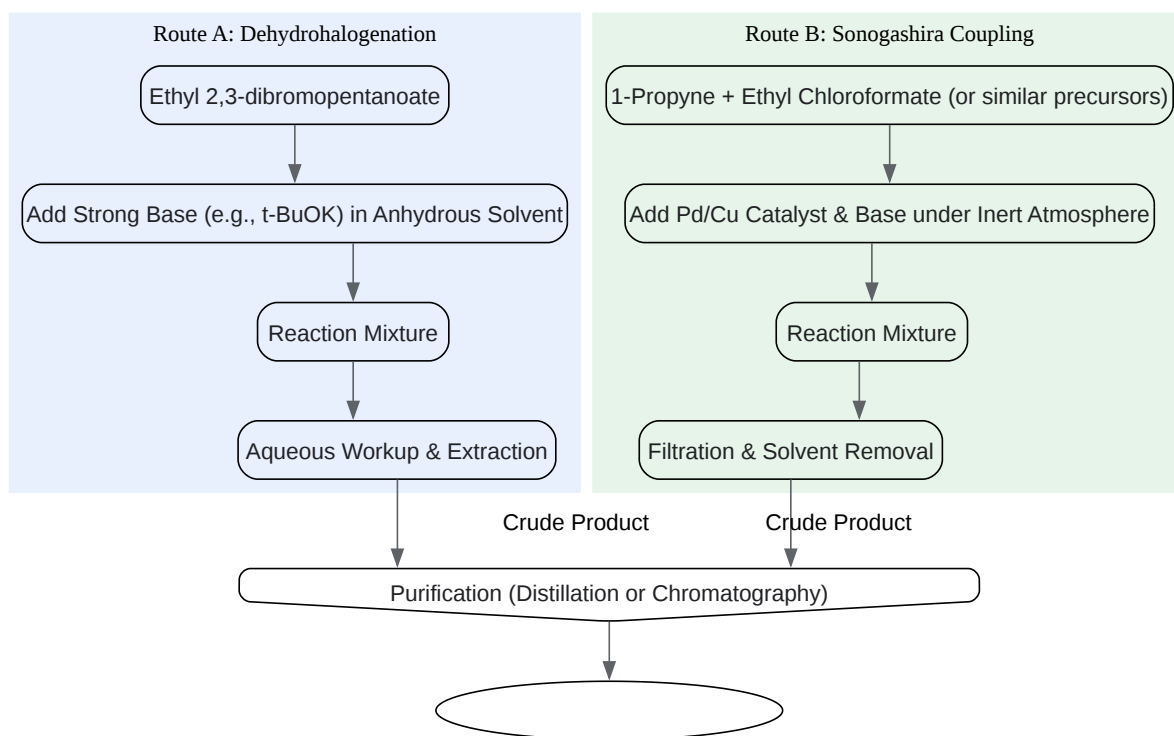 Route A: Dehydrohalogenation
Ethyl 2,3-dibromopentanoate
Add Strong Base (e.g., t-BuOK) in Anhydrous Solvent
Reaction Mixture
Aqueous Workup & Extraction
Crude Product
Route B: Sonogashira Coupling
1-Propyne + Ethyl Chloroformate (or similar precursors)
Add Pd/Cu Catalyst & Base under Inert Atmosphere
Reaction Mixture
Filtration & Solvent Removal
Crude Product
Purification (Distillation or Chromatography)